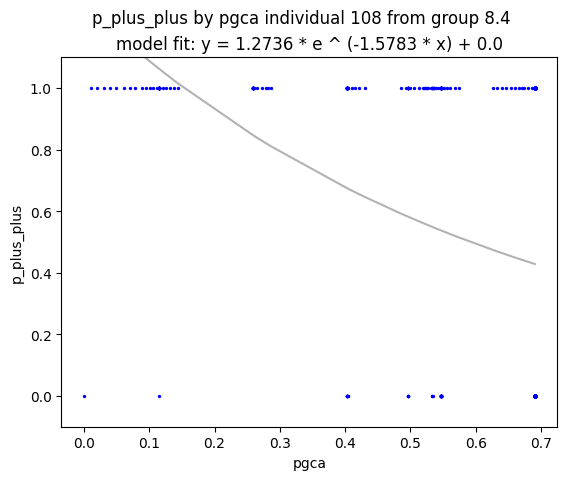 p_plus_plus by pgca individual 108 from group 8.4
model fit: y = 1.2736 * e ^ (-1.5783 * x) + 0.0
1.0
0.8
0.6
0.4
0.2
0.0
p_plus_plus
0.0 0.1 0.2 0.3 0.4 0.5 0.6 0.7
pgca